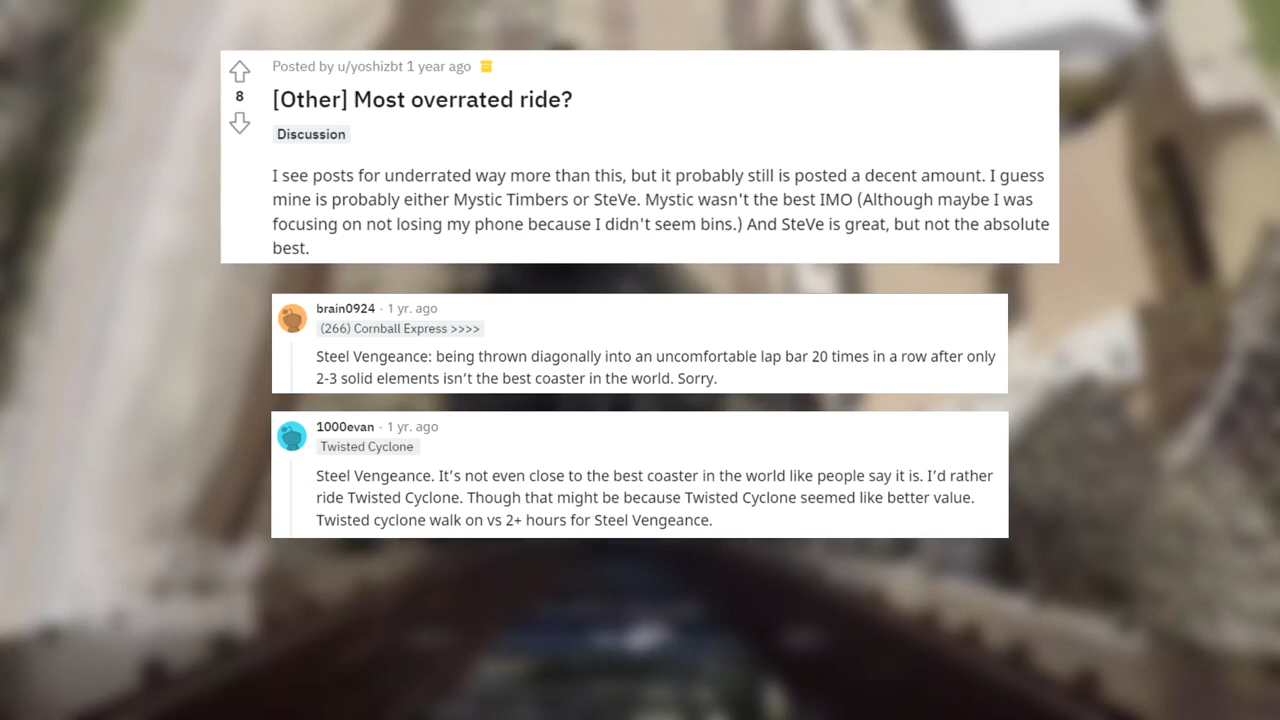 Posted by u/yoshizbt 1 year ago
8
[Other] Most overrated ride?
Discussion
I see posts for underrated way more than this, but it probably still is posted a decent amount. I guess
mine is probably either Mystic Timbers or SteVe. Mystic wasn't the best IMO (Although maybe I was
focusing on not losing my phone because I didn't seem bins.) And SteVe is great, but not the absolute
best.
brain0924 · 1 yr. ago
(266) Cornball Express >>>>
Steel Vengeance: being thrown diagonally into an uncomfortable lap bar 20 times in a row after only
2-3 solid elements isn’t the best coaster in the world. Sorry.
1000evan · 1 yr. ago
Twisted Cyclone
Steel Vengeance. It’s not even close to the best coaster in the world like people say it is. I’d rather
ride Twisted Cyclone. Though that might be because Twisted Cyclone seemed like better value.
Twisted cyclone walk on vs 2+ hours for Steel Vengeance.